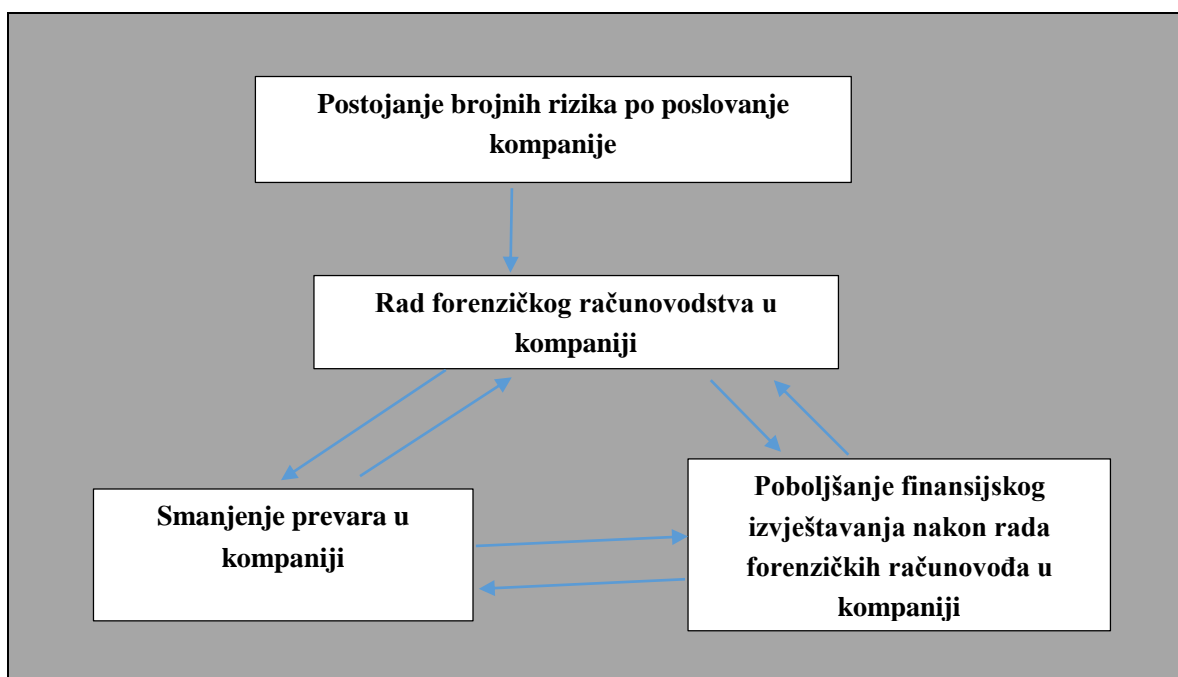 Postojanje brojnih rizika po poslovanje
kompanije
Rad forenzičkog računovodstva u
kompaniji
Smanjenje prevara u
kompaniji
Poboljšanje finansijskog
izvještavanja nakon rada
forenzičkih računovođa u
kompaniji